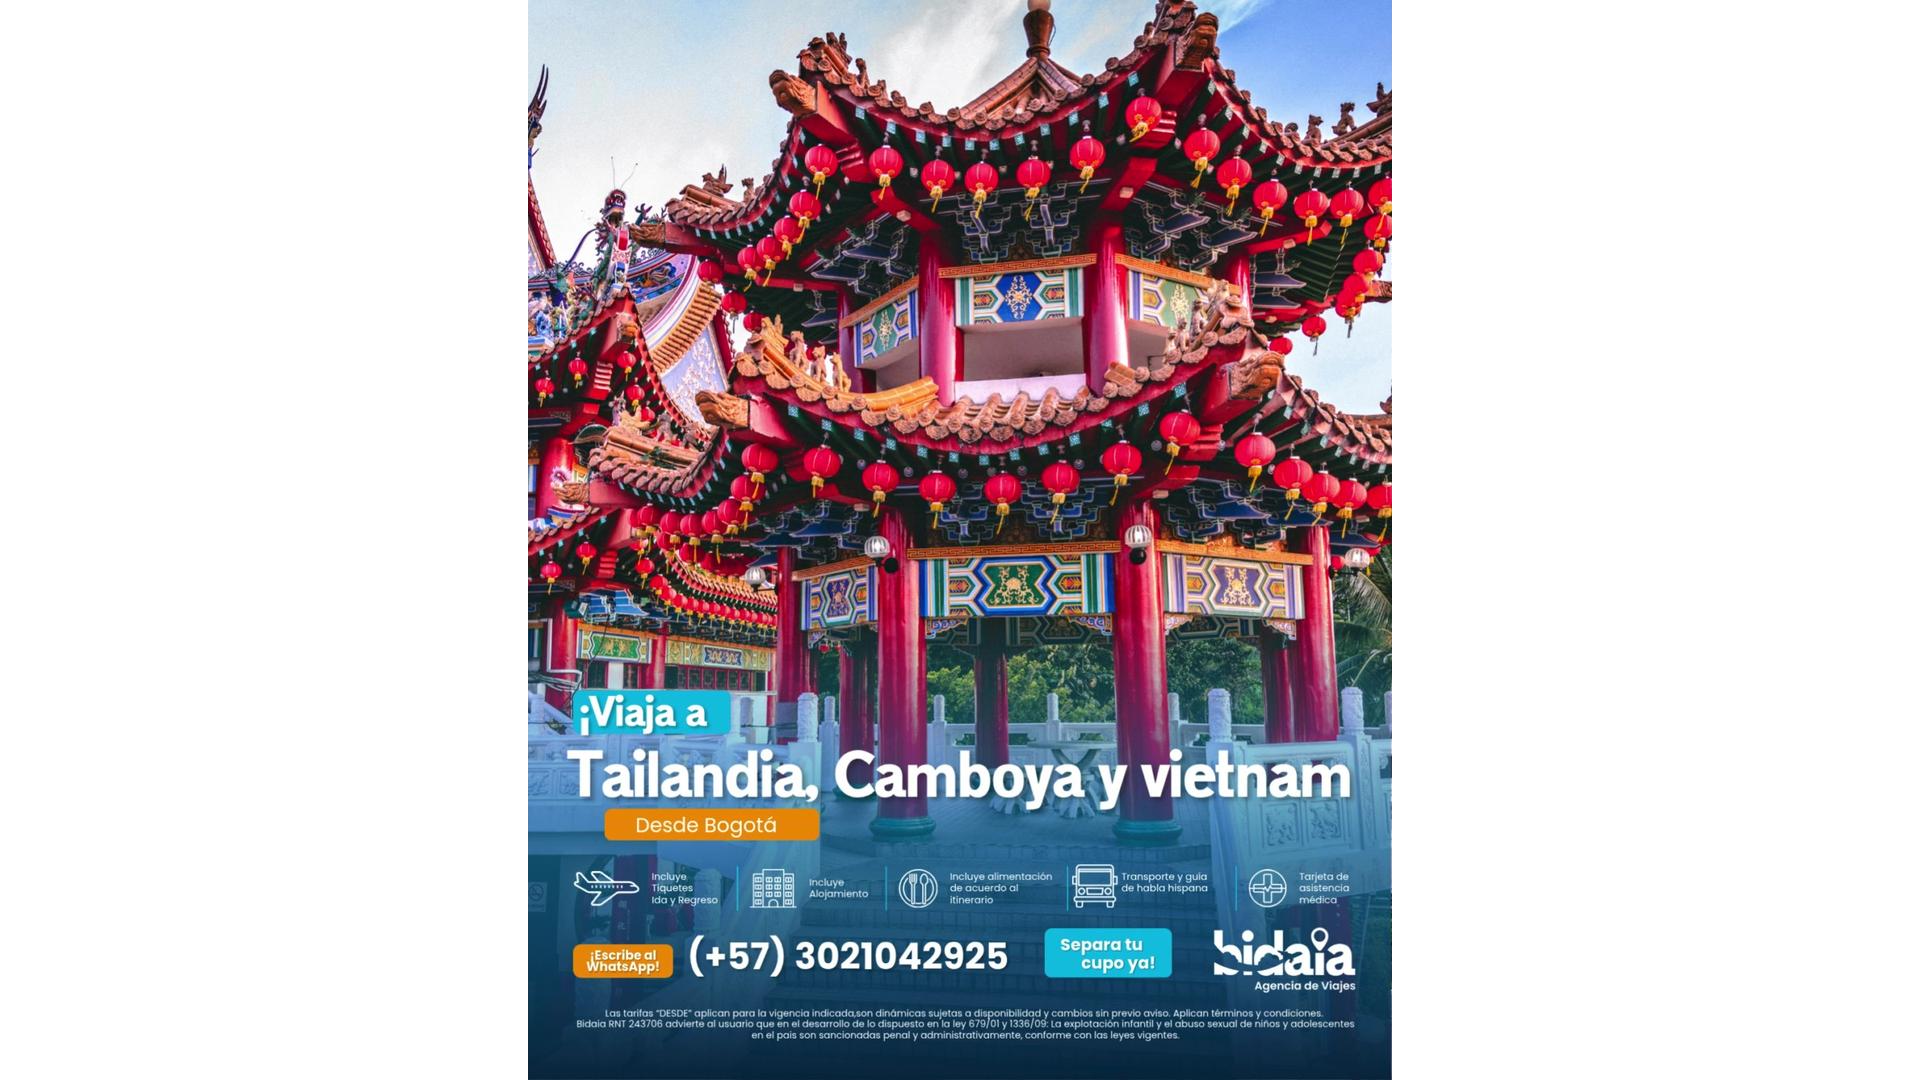 ¡Viaja a
Tailandia, Camboya y vietnam
Desde Bogotá
Incluye
Tiquetes
Ida y Regreso
Incluye
Alojamiento
Incluye alimentación
de acuerdo al
itinerario
Transporte y guía
de habla hispana
Tarjeta de
asistencia
médica
¡Escribe al
WhatsApp!
(+57) 3021042925
Separa tu
cupo ya!
bidaia
Agencia de Viajes
Las tarifas “DESDE” aplican para la vigencia indicada,son dinámicas sujetas a disponibilidad y cambios sin previo aviso. Aplican términos y condiciones.
Bidaia RNT 243706 advierte al usuario que en el desarrollo de lo dispuesto en la ley 679/01 y 1336/09: La explotación infantil y el abuso sexual de niños y adolescentes
en el país son sancionadas penal y administrativamente, conforme con las leyes vigentes.